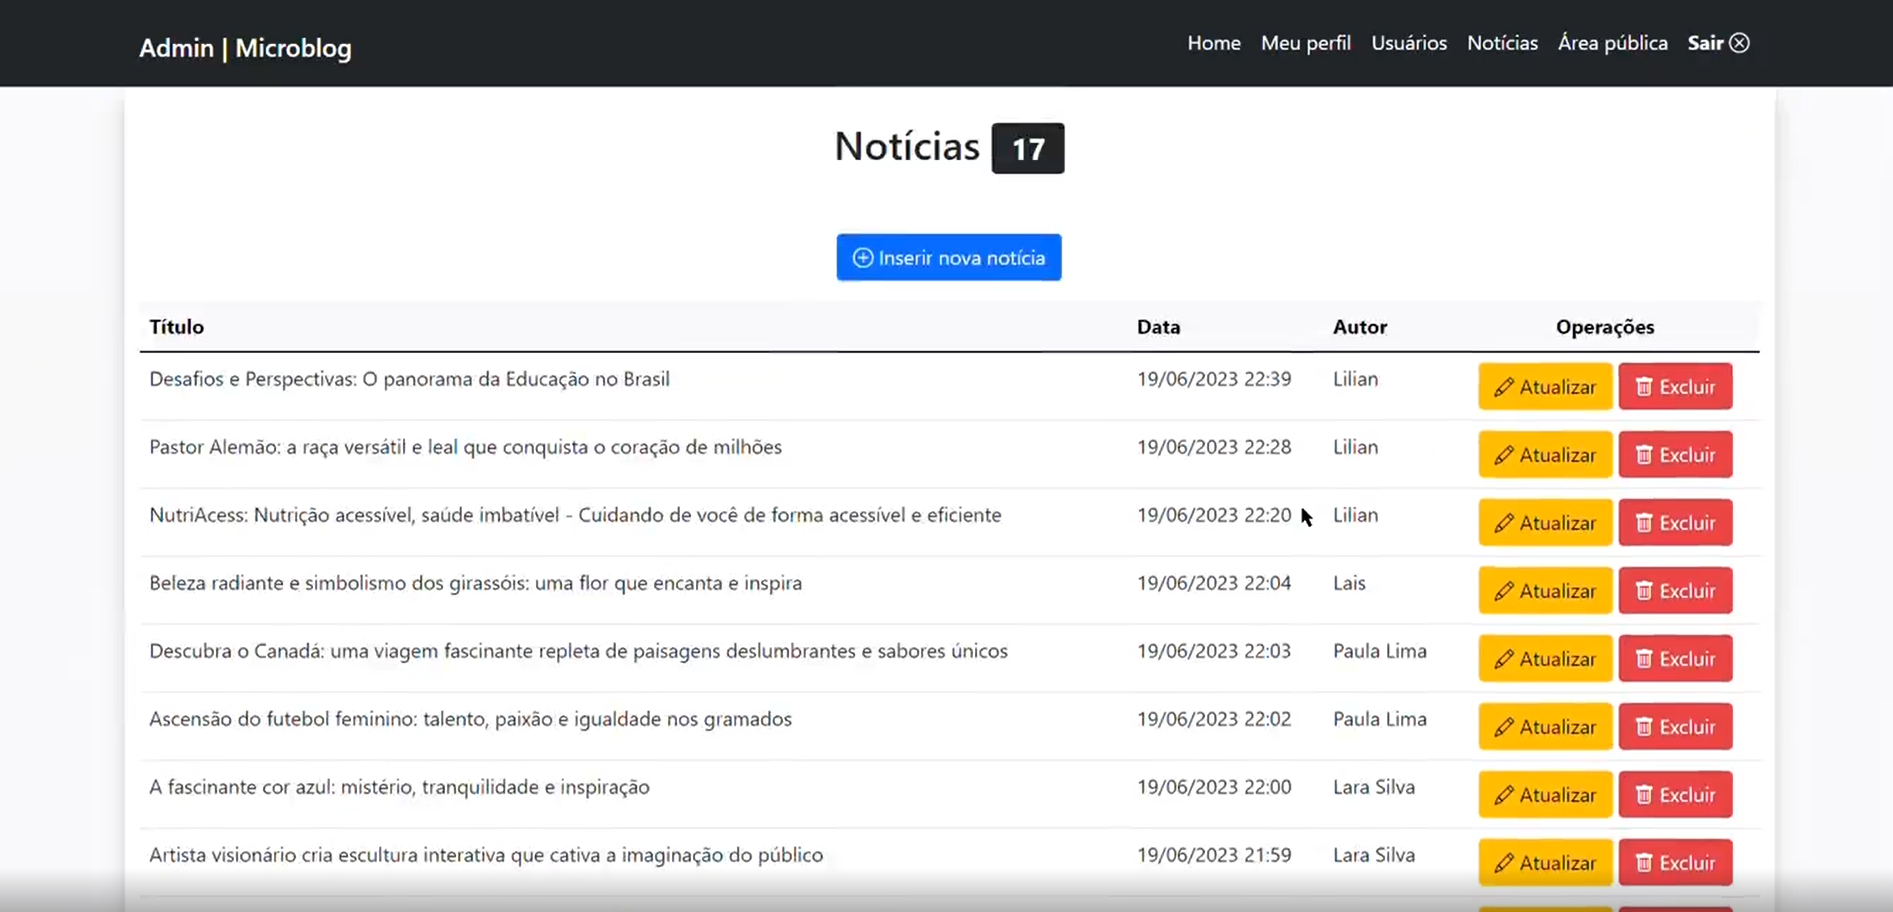 Admin | Microblog
Home Meu perfil Usuários Notícias Área pública Sair
Notícias 17
Inserir nova notícia
Título Data Autor Operações
Desafios e Perspectivas: O panorama da Educação no Brasil 19/06/2023 22:39 Lilian Atualizar Excluir
Pastor Alemão: a raça versátil e leal que conquista o coração de milhões 19/06/2023 22:28 Lilian Atualizar Excluir
NutriAcess: Nutrição acessível, saúde imbatível - Cuidando de você de forma acessível e eficiente 19/06/2023 22:20 Lilian Atualizar Excluir
Beleza radiante e simbolismo dos girassóis: uma flor que encanta e inspira 19/06/2023 22:04 Lais Atualizar Excluir
Descubra o Canadá: uma viagem fascinante repleta de paisagens deslumbrantes e sabores únicos 19/06/2023 22:03 Paula Lima Atualizar Excluir
Ascensão do futebol feminino: talento, paixão e igualdade nos gramados 19/06/2023 22:02 Paula Lima Atualizar Excluir
A fascinante cor azul: mistério, tranquilidade e inspiração 19/06/2023 22:00 Lara Silva Atualizar Excluir
Artista visionário cria escultura interativa que cativa a imaginação do público 19/06/2023 21:59 Lara Silva Atualizar Excluir